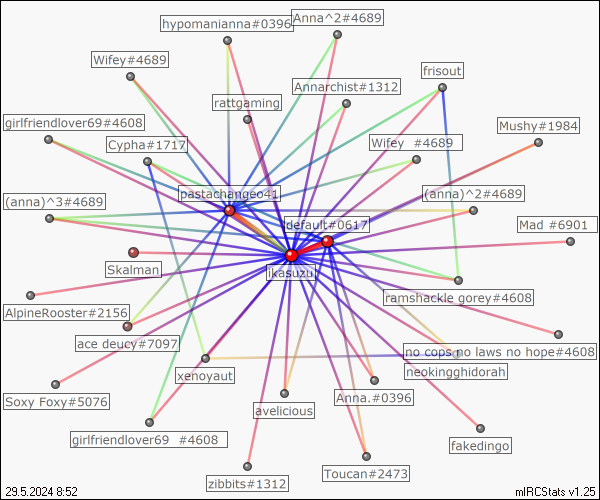 hypomanianna#0396
Anna^2#4689
Wifey#4689
frisout
Annarchist#1312
rattgaming
girlfriendlover69#4608
Mushy#1984
Cypha#1717
Wifey #4689
pastachangeo41
(anna)^2#4689
(anna)^3#4689
!default#0617
Mad #6901
Skalman
ikasuzu
ramshackle gorey#4608
AlpineRooster#2156
ace deucy#7097
no cops no laws no hope#4608
xenoyaut
neokingghidorah
Soxy Foxy#5076
Anna.#0396
avelicious
girlfriendlover69 #4608
fakedingo
Toucan#2473
zibbits#1312
29.5.2024 8:52
mIRCStats v1.25